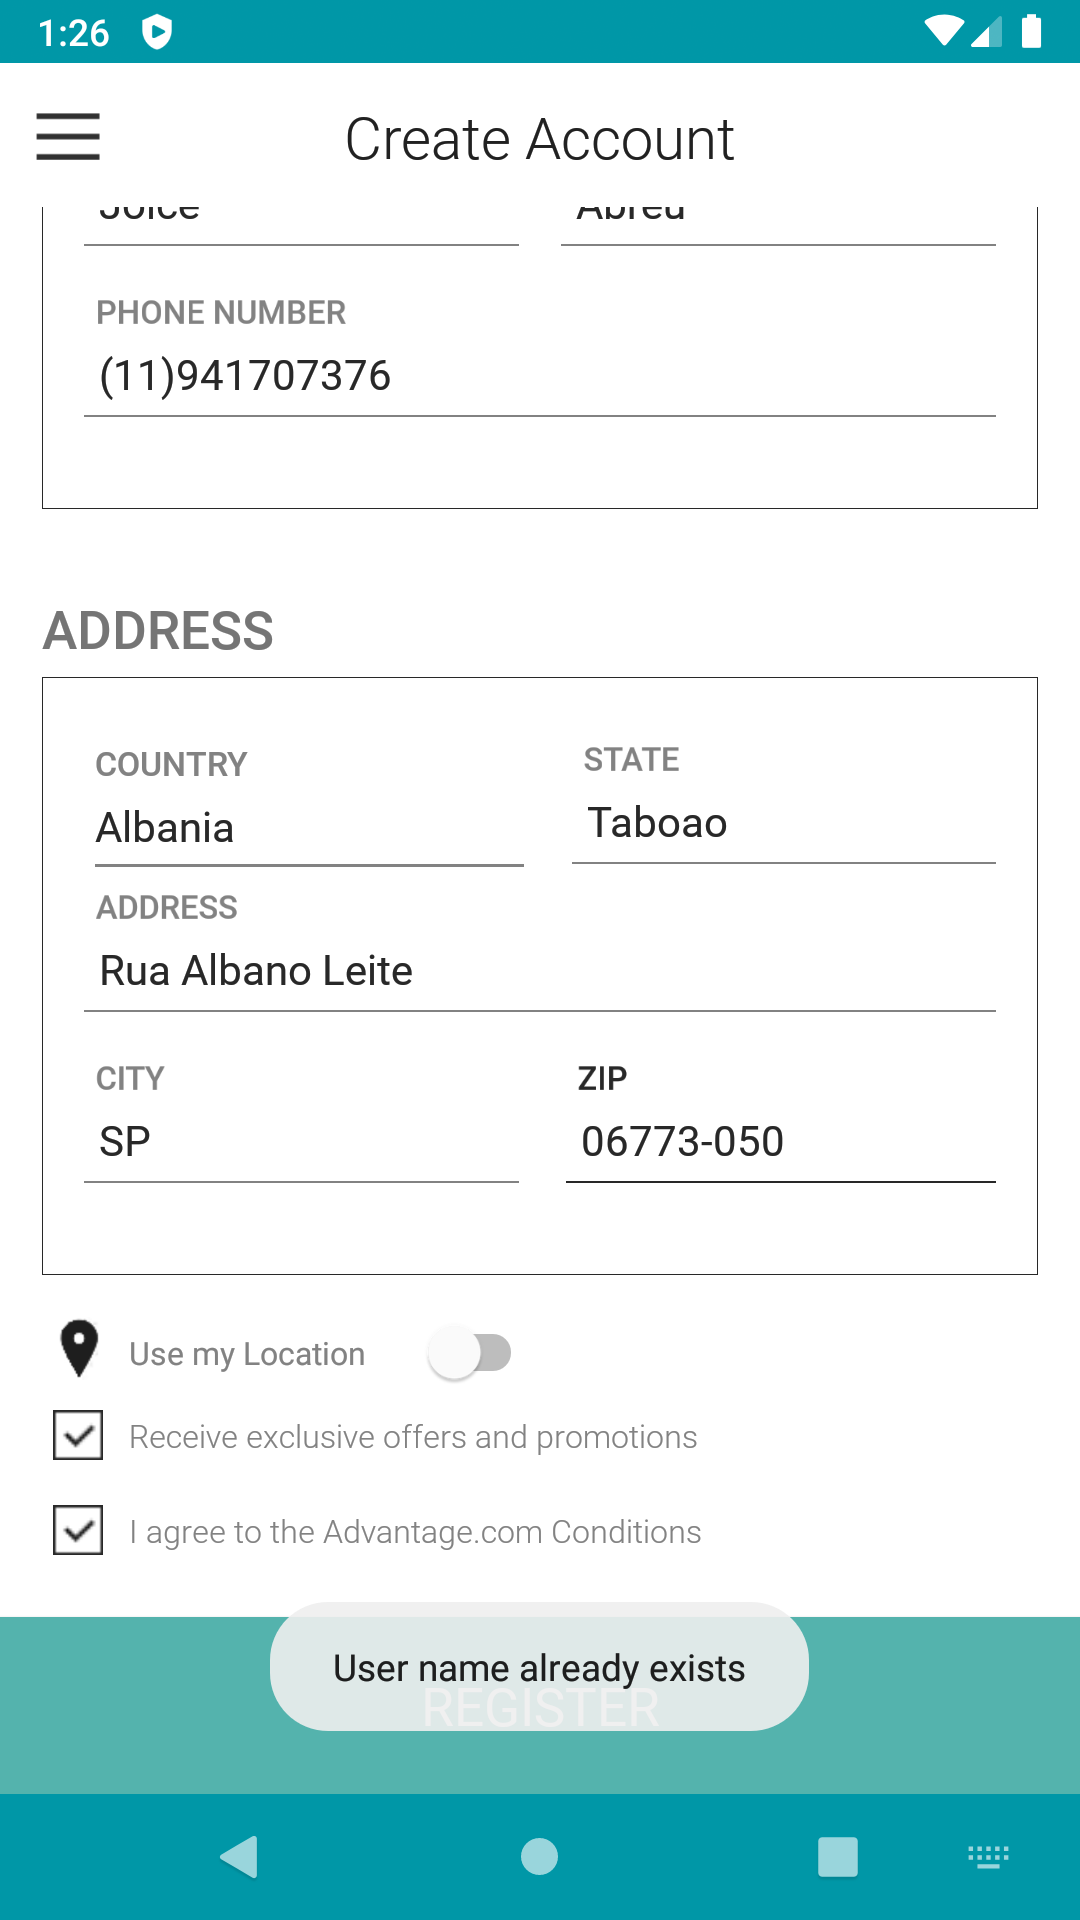 1:26
Create Account
Joice Abreu
PHONE NUMBER
(11)941707376
ADDRESS
COUNTRY STATE
Albania Taboao
ADDRESS
Rua Albano Leite
CITY ZIP
SP 06773-050
Use my Location
Receive exclusive offers and promotions
I agree to the Advantage.com Conditions
User name already exists
REGISTER